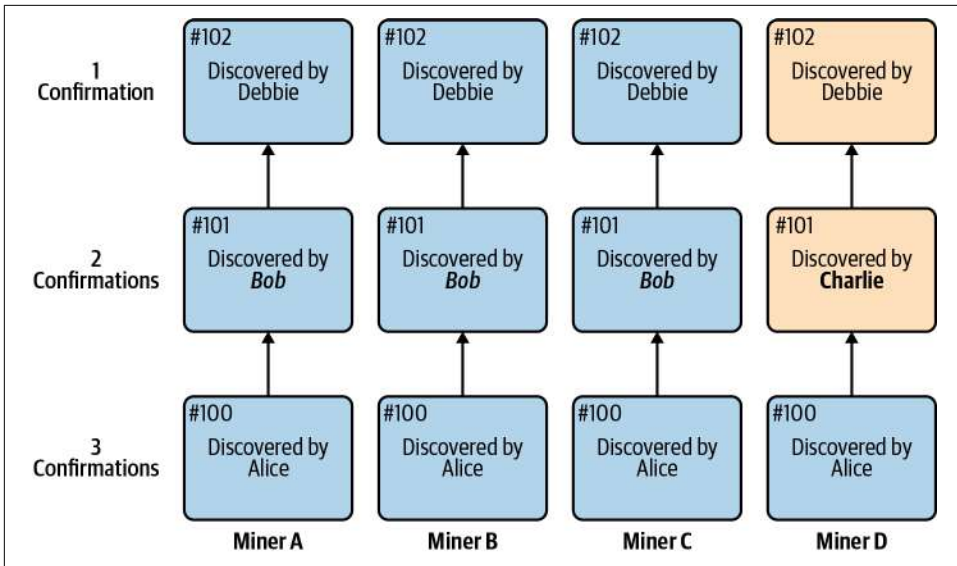 #102
#102
#102
#102
1
Confirmation
Discovered by
Debbie
Discovered by
Debbie
Discovered by
Debbie
Discovered by
Debbie
#101
#101
#101
#101
2
Confirmations
Discovered by
Bob
Discovered by
Bob
Discovered by
Bob
Discovered by
Charlie
#100
#100
#100
#100
3
Confirmations
Discovered by
Alice
Discovered by
Alice
Discovered by
Alice
Discovered by
Alice
Miner A
Miner B
Miner C
Miner D